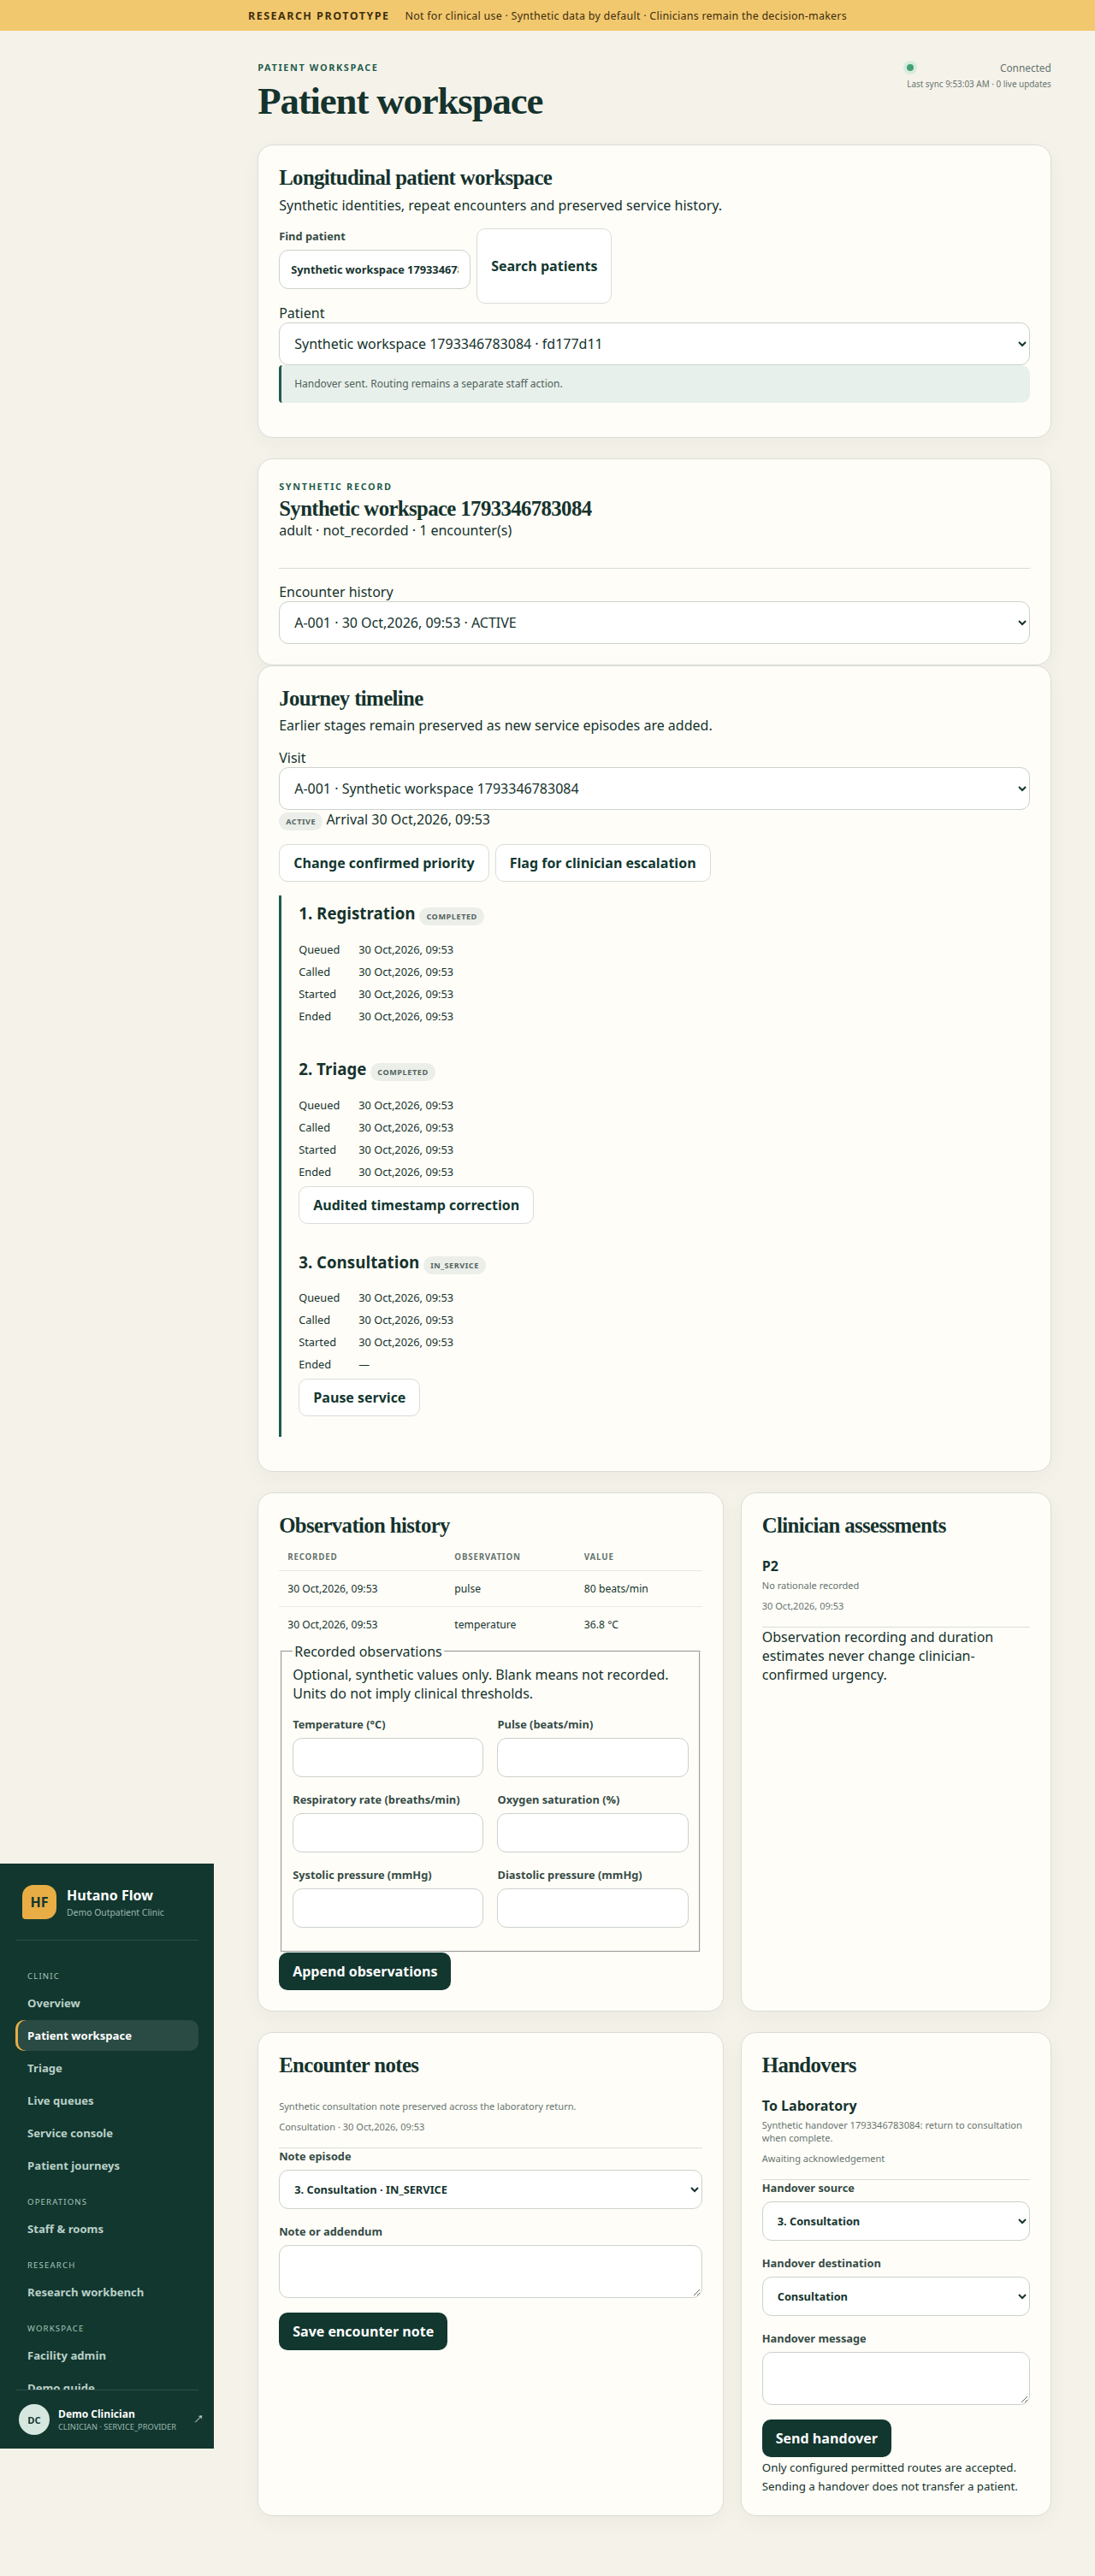 RESEARCH PROTOTYPE Not for clinical use · Synthetic data by default · Clinicians remain the decision-makers
PATIENT WORKSPACE
Patient workspace
Connected
Last sync 9:53:03 AM · 0 live updates
Longitudinal patient workspace
Synthetic identities, repeat encounters and preserved service history.
Find patient
Synthetic workspace 17933467
Search patients
Patient
Synthetic workspace 1793346783084 · fd177d11
Handover sent. Routing remains a separate staff action.
SYNTHETIC RECORD
Synthetic workspace 1793346783084
adult · not_recorded · 1 encounter(s)
Encounter history
A-001 · 30 Oct,2026, 09:53 · ACTIVE
Journey timeline
Earlier stages remain preserved as new service episodes are added.
Visit
A-001 · Synthetic workspace 1793346783084
ACTIVE Arrival 30 Oct,2026, 09:53
Change confirmed priority
Flag for clinician escalation
1. Registration COMPLETED
Queued 30 Oct,2026, 09:53
Called 30 Oct,2026, 09:53
Started 30 Oct,2026, 09:53
Ended 30 Oct,2026, 09:53
2. Triage COMPLETED
Queued 30 Oct,2026, 09:53
Called 30 Oct,2026, 09:53
Started 30 Oct,2026, 09:53
Ended 30 Oct,2026, 09:53
Audited timestamp correction
3. Consultation IN_SERVICE
Queued 30 Oct,2026, 09:53
Called 30 Oct,2026, 09:53
Started 30 Oct,2026, 09:53
Ended —
Pause service
Observation history
RECORDED OBSERVATION VALUE
30 Oct,2026, 09:53 pulse 80 beats/min
30 Oct,2026, 09:53 temperature 36.8 °C
Recorded observations
Optional, synthetic values only. Blank means not recorded.
Units do not imply clinical thresholds.
Temperature (°C)
Pulse (beats/min)
Respiratory rate (breaths/min)
Oxygen saturation (%)
Systolic pressure (mmHg)
Diastolic pressure (mmHg)
Append observations
Clinician assessments
P2
No rationale recorded
30 Oct,2026, 09:53
Observation recording and duration
estimates never change clinician-
confirmed urgency.
HF
Hutano Flow
Demo Outpatient Clinic
CLINIC
Overview
Patient workspace
Triage
Live queues
Service console
Patient journeys
OPERATIONS
Staff & rooms
RESEARCH
Research workbench
WORKSPACE
Facility admin
Demo guide
DC
Demo Clinician
CLINICIAN · SERVICE_PROVIDER
↗
Encounter notes
Synthetic consultation note preserved across the laboratory return.
Consultation · 30 Oct,2026, 09:53
Note episode
3. Consultation · IN_SERVICE
Note or addendum
Save encounter note
Handovers
To Laboratory
Synthetic handover 1793346783084: return to consultation
when complete.
Awaiting acknowledgement
Handover source
3. Consultation
Handover destination
Consultation
Handover message
Send handover
Only configured permitted routes are accepted.
Sending a handover does not transfer a patient.